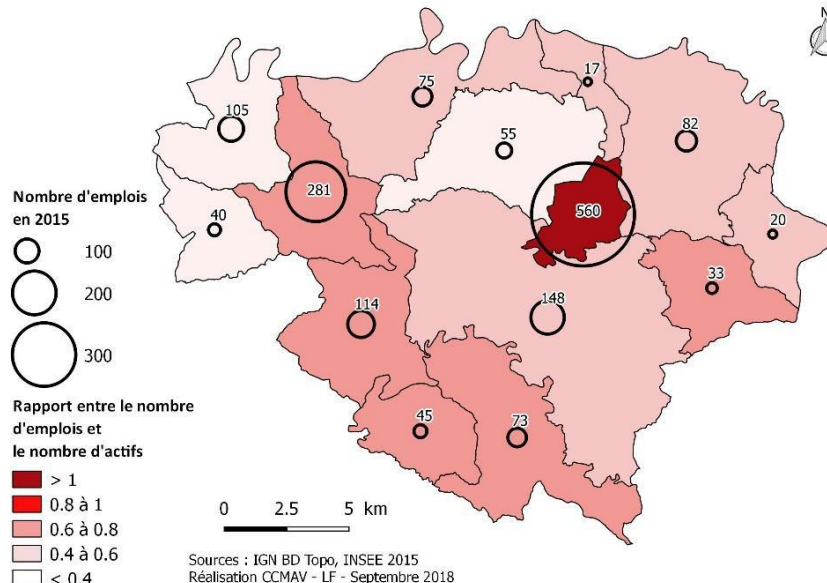 N
17
75
105
82
55
281
560
40
20
33
148
114
45
73
Nombre d'emplois
en 2015
100
200
300
Rapport entre le nombre
d'emplois et
le nombre d'actifs
> 1
0.8 à 1
0.6 à 0.8
0.4 à 0.6
< 0.4
0 2.5 5 km
Sources : IGN BD Topo, INSEE 2015
Réalisation CCMAV - LF - Septembre 2018